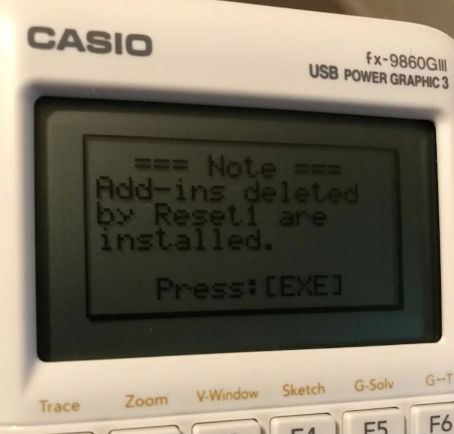 CASIO
fx-9860GIII
USB POWER GRAPHIC 3
=== Note ===
Add-ins deleted
by Reset1 are
installed.
Press:[EXE]
Trace Zoom V-Window Sketch G-Solv G↔T
F4 F5 F6